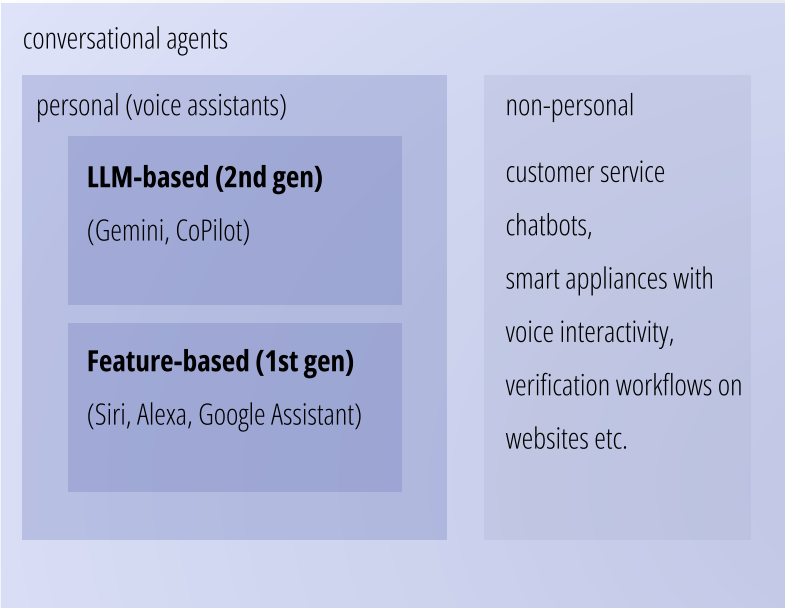 conversational agents
personal (voice assistants)
LLM-based (2nd gen)
(Gemini, CoPilot)
Feature-based (1st gen)
(Siri, Alexa, Google Assistant)
non-personal
customer service
chatbots,
smart appliances with
voice interactivity,
verification workflows on
websites etc.